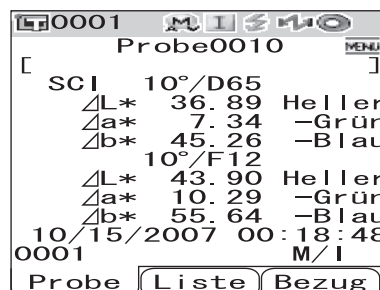 0001 M I
Probe0010 MENU
[ ]
SCI 10°/D65
⊿L* 36.89 Heller
⊿a* 7.34 −Grün
⊿b* 45.26 −Blau
10°/F12
⊿L* 43.90 Heller
⊿a* 10.29 −Grün
⊿b* 55.64 −Blau
10/15/2007 00:18:48
0001 M/I
Probe Liste Bezug